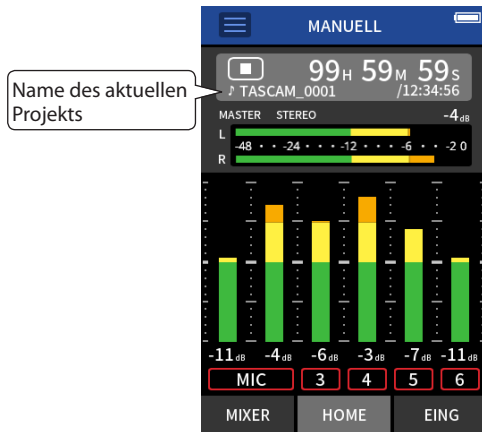 MANUELL
99H 59M 59S
♪ TASCAM_0001 /12:34:56
Name des aktuellen
Projekts
MASTER STEREO -4dB
L
-48 · · -24 · · · · -12 · · · · -6 · · -2 0
R
-11dB -4dB -6dB -3dB -7dB -11dB
MIC 3 4 5 6
MIXER HOME EING